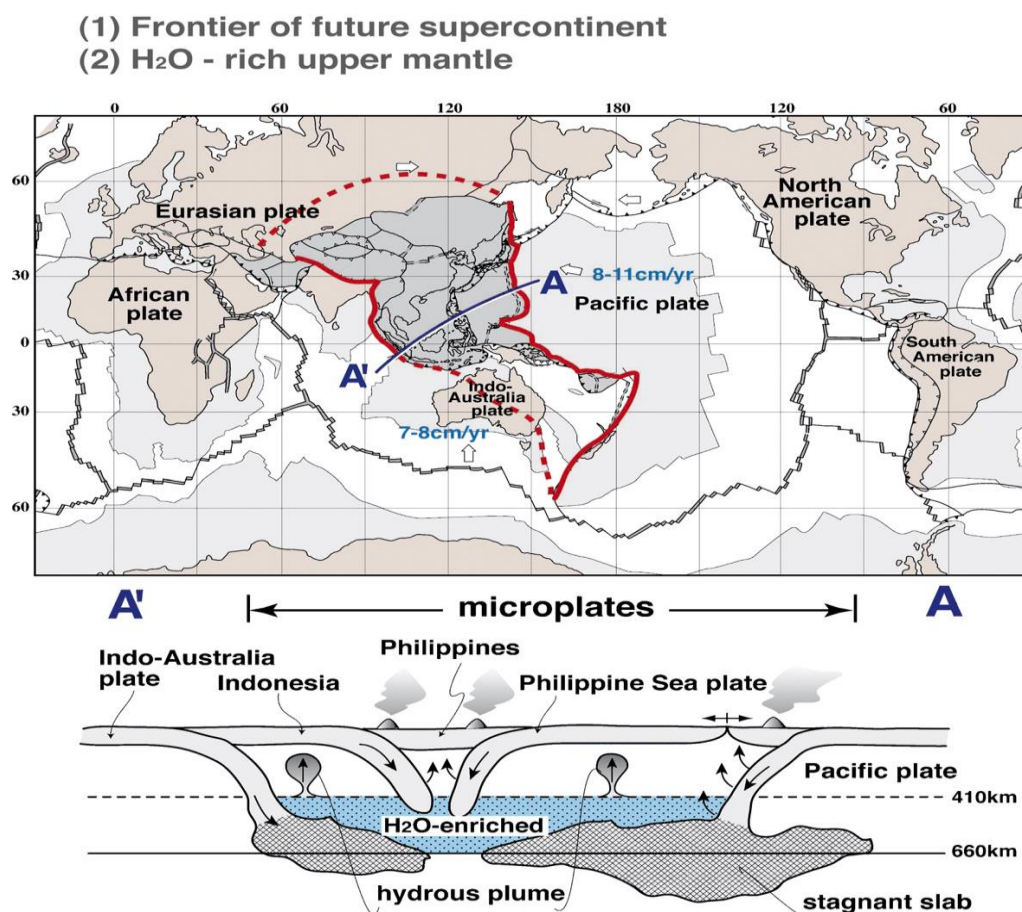 (1) Frontier of future supercontinent
(2) H₂O - rich upper mantle
0 60 120 180 120 60
60
30
0
30
60
Eurasian plate
North
American
plate
African
plate
A
8-11cm/yr
Pacific plate
A'
Indo-
Australia
plate
7-8cm/yr
South
American
plate
A' microplates A
Indo-Australia
plate
Indonesia
Philippines
Philippine Sea plate
Pacific plate
410km
H₂O-enriched
660km
hydrous plume
stagnant slab